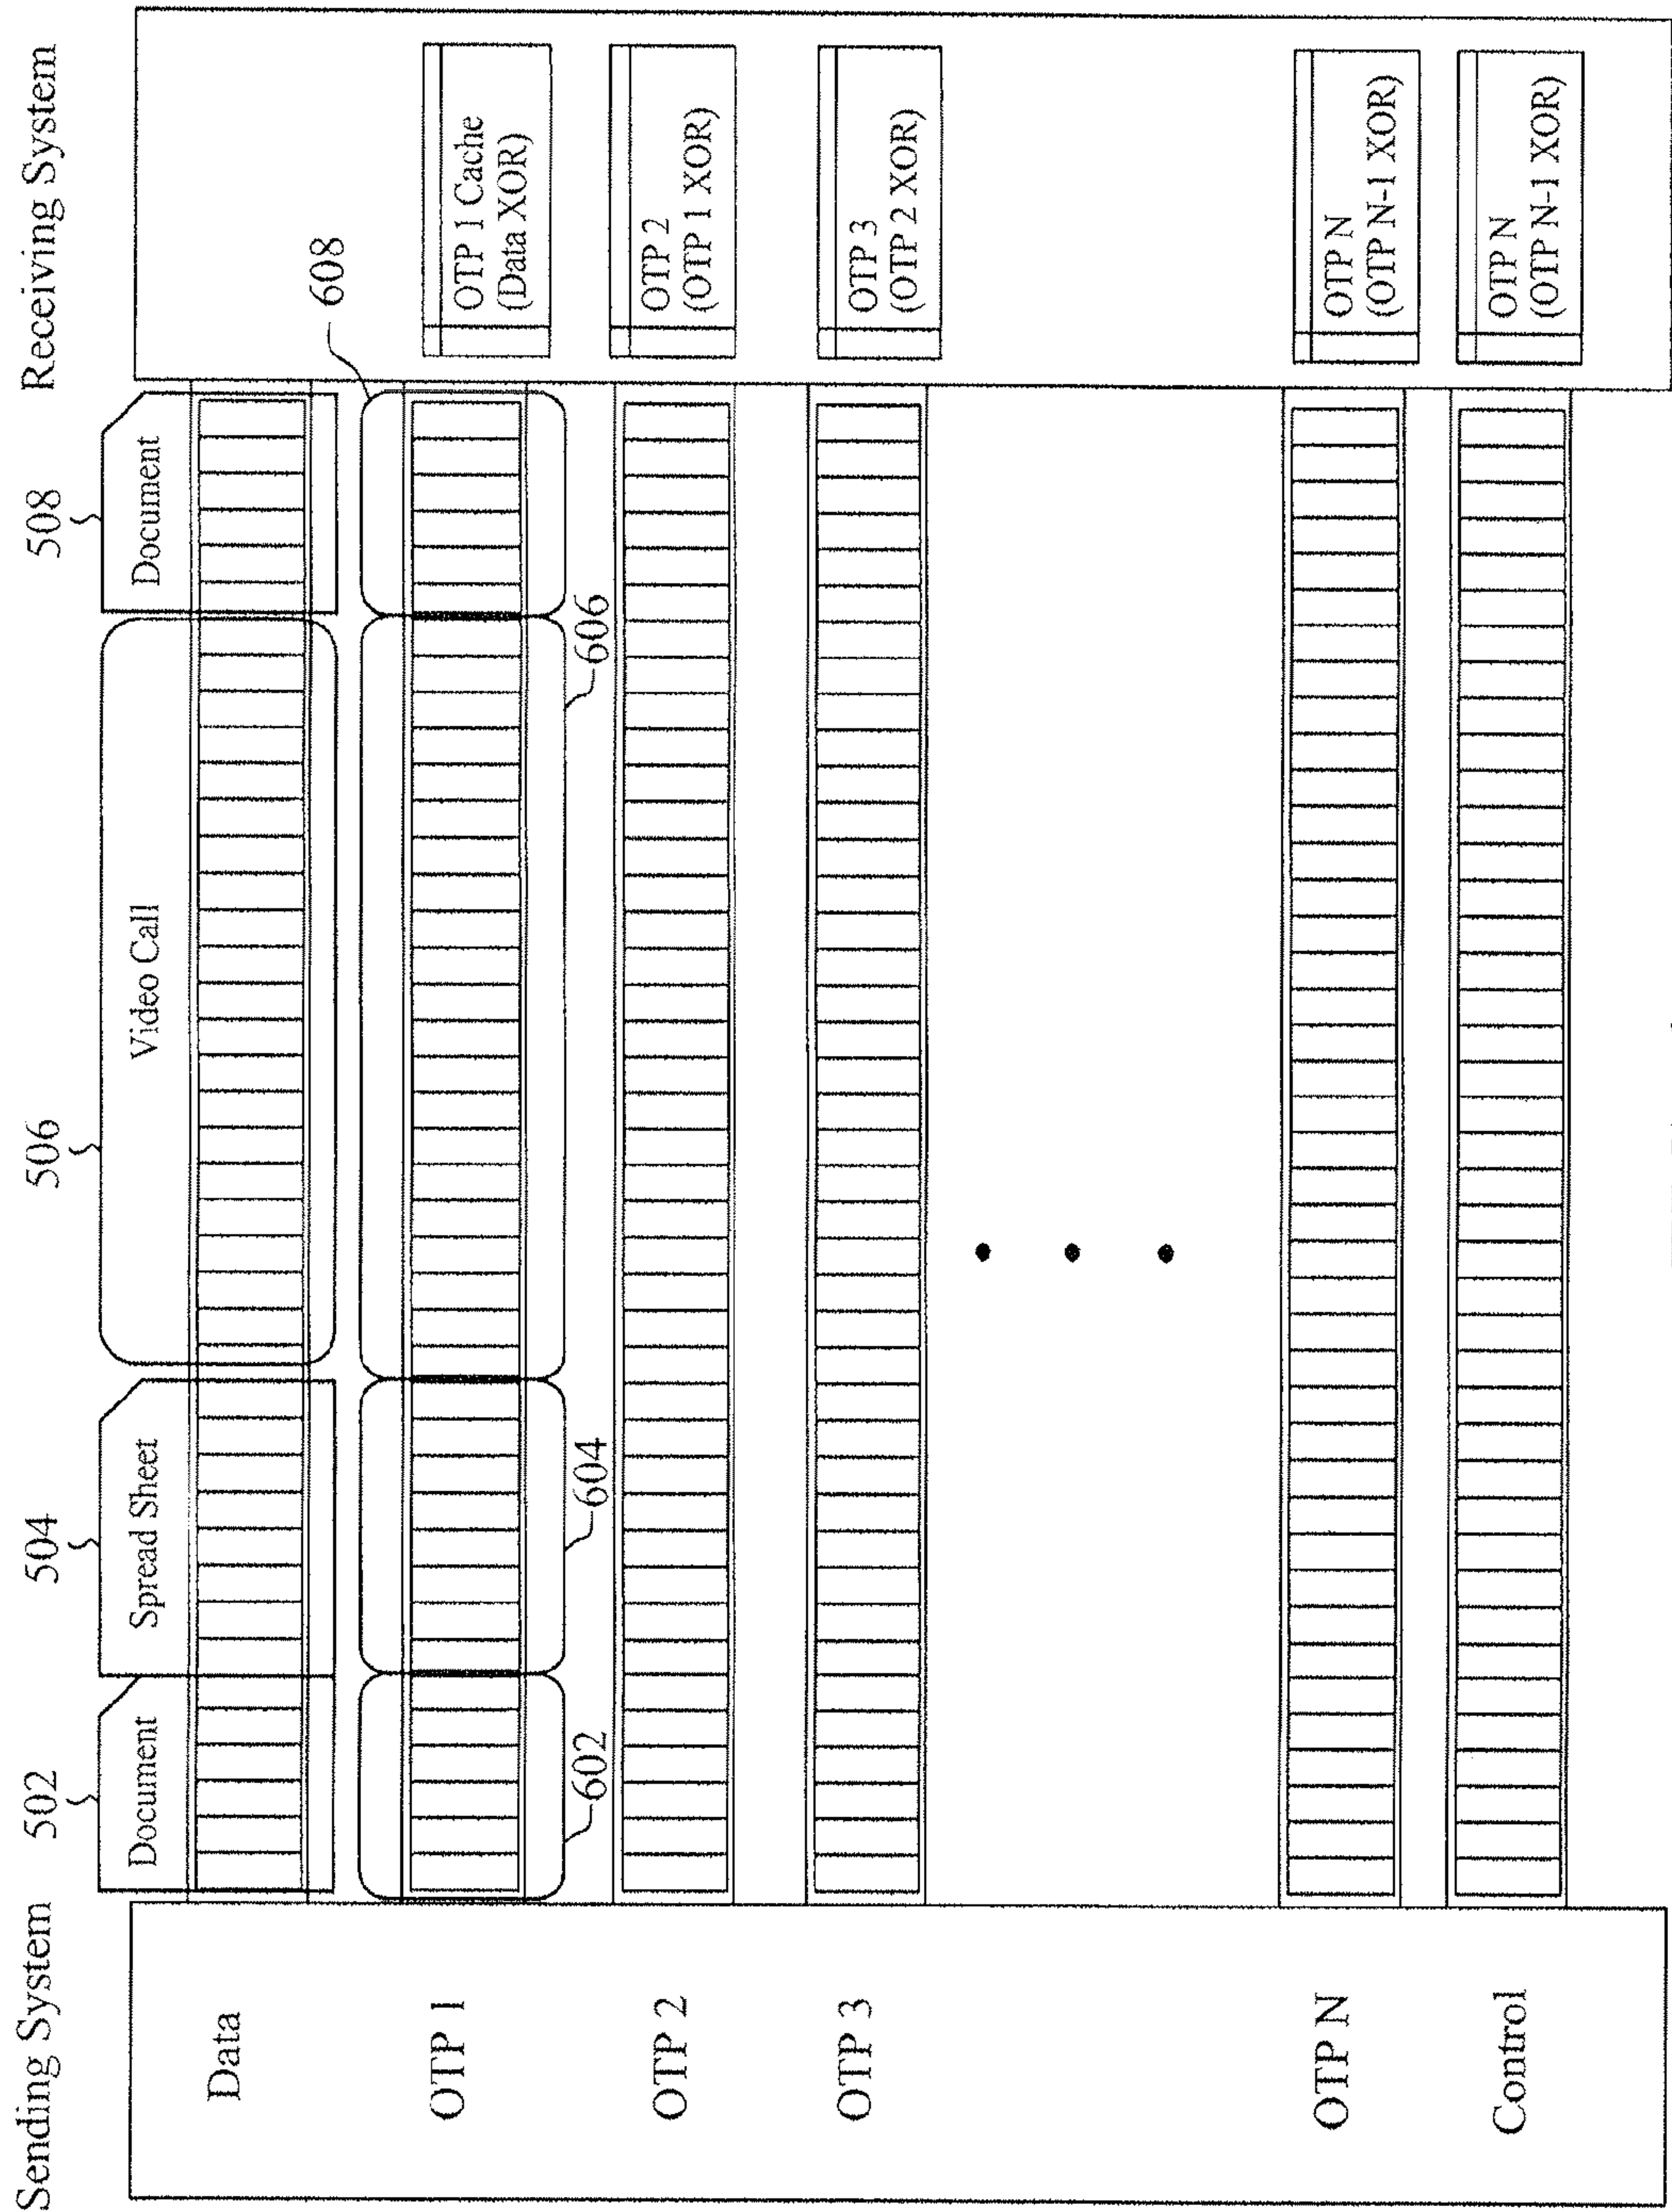 Sending System
Receiving System
502
504
506
508
Document
Spread Sheet
Video Call
Document
Data
608
OTP 1
OTP 1 Cache
(Data XOR)
602
604
606
OTP 2
OTP 2
(OTP 1 XOR)
OTP 3
OTP 3
(OTP 2 XOR)
OTP N
OTP N
(OTP N-1 XOR)
Control
OTP N
(OTP N-1 XOR)